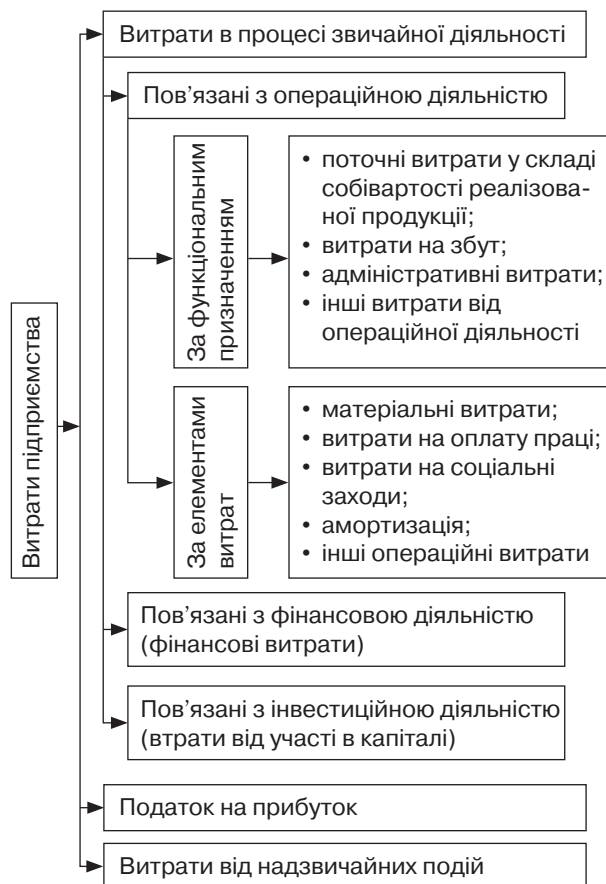 Витрати підприємства
Витрати в процесі звичайної діяльності
Пов’язані з операційною діяльністю
За функціональним
призначенням
• поточні витрати у складі
собівартості реалізова-
ної продукції;
• витрати на збут;
• адміністративні витрати;
• інші витрати від
операційної діяльності
За елементами
витрат
• матеріальні витрати;
• витрати на оплату праці;
• витрати на соціальні
заходи;
• амортизація;
• інші операційні витрати
Пов’язані з фінансовою діяльністю
(фінансові витрати)
Пов’язані з інвестиційною діяльністю
(втрати від участі в капіталі)
Податок на прибуток
Витрати від надзвичайних подій